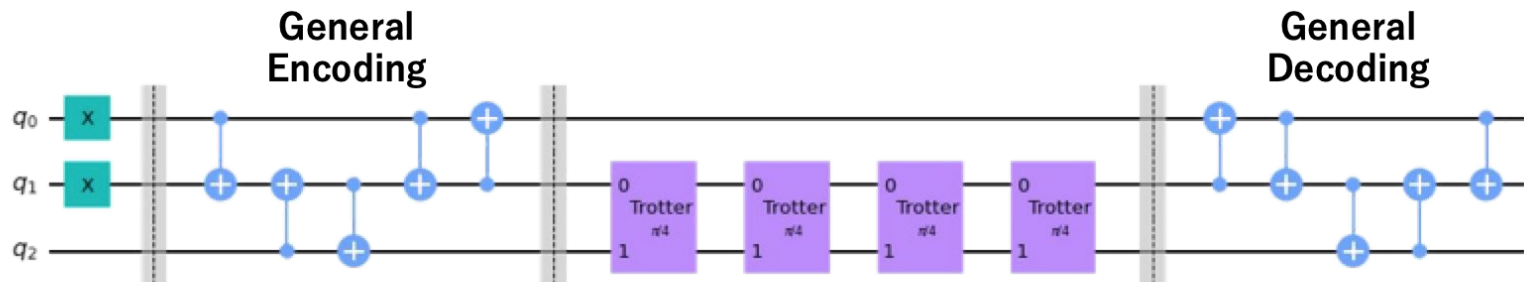 General
Encoding
General
Decoding
q0
X
q1
X
0
Trotter
π/4
1
0
Trotter
π/4
1
0
Trotter
π/4
1
0
Trotter
π/4
1
q2